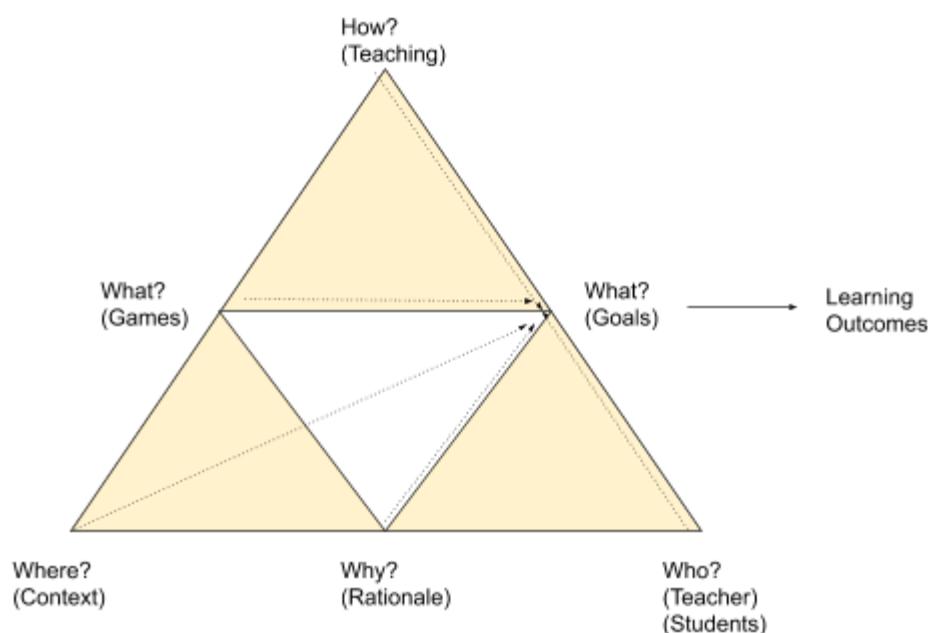 How?
(Teaching)
What?
(Games)
What?
(Goals)
Learning
Outcomes
Where?
(Context)
Why?
(Rationale)
Who?
(Teacher)
(Students)